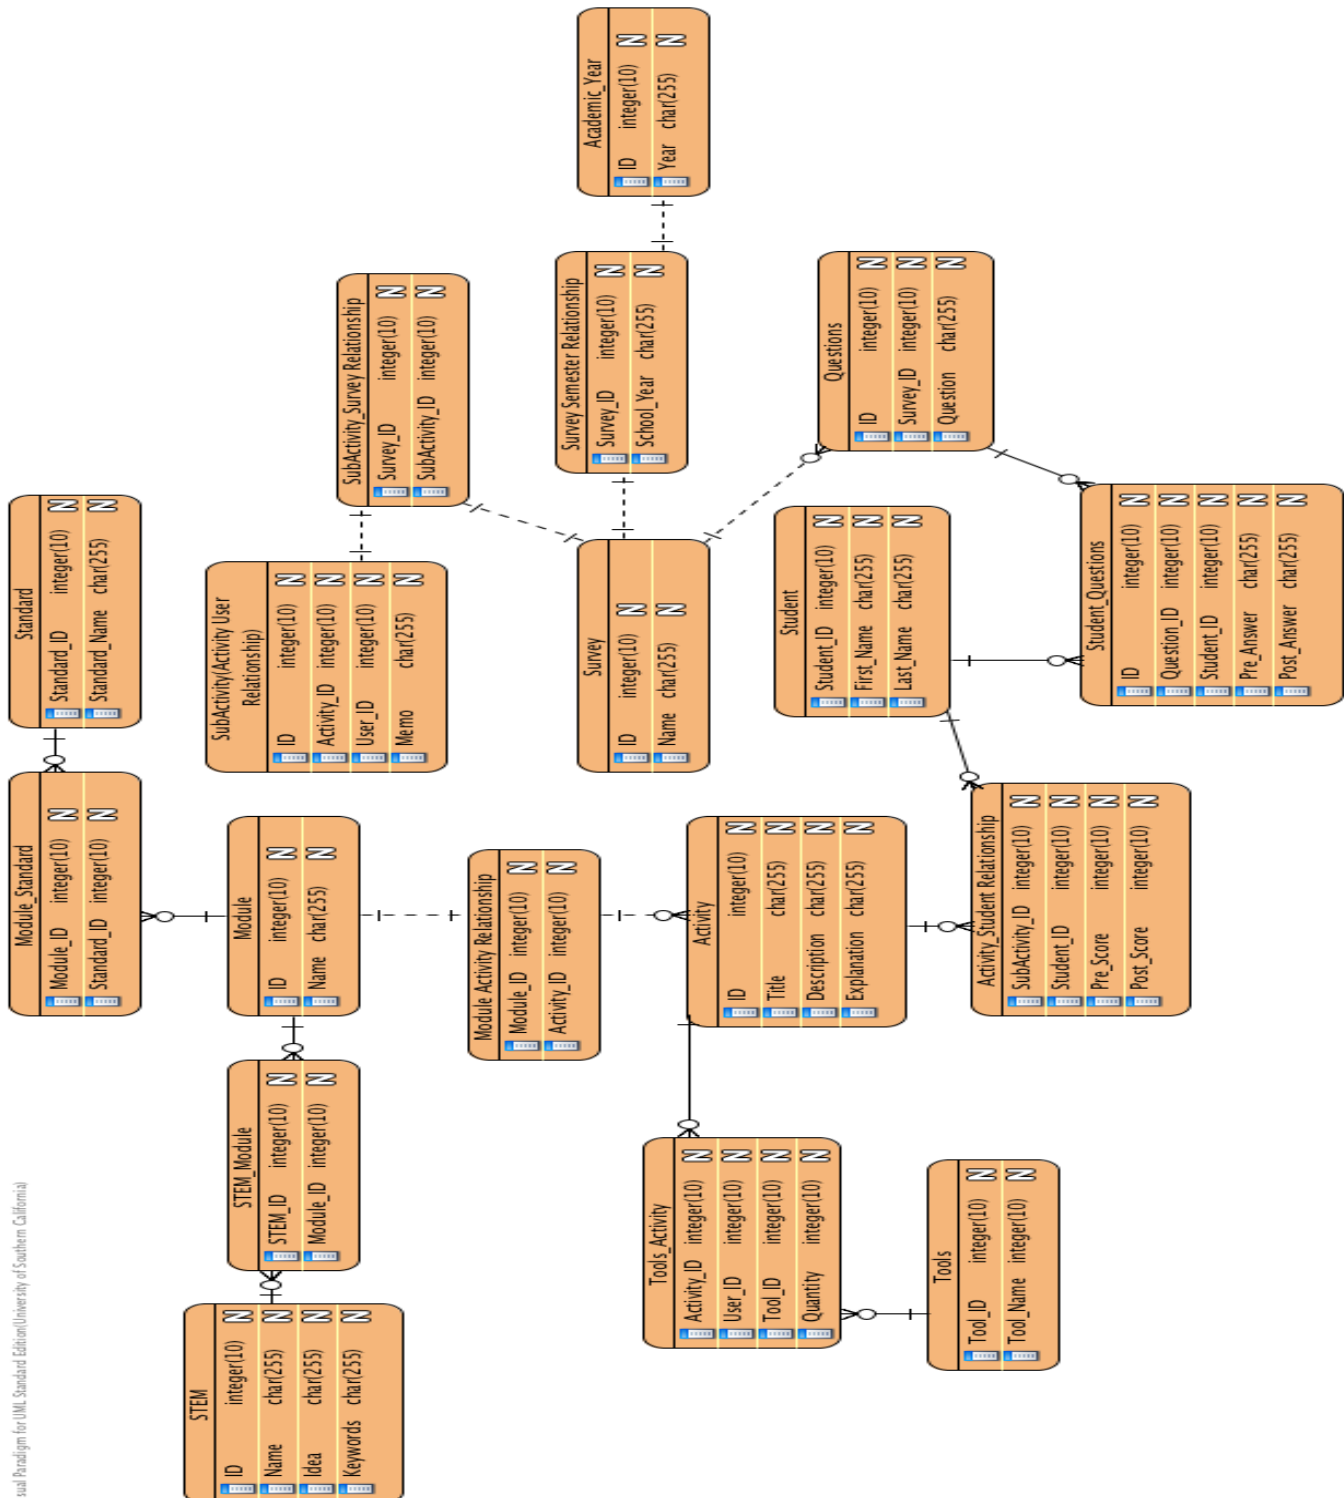 sual Paradigm for UML Standard Edition(University of Southern California)
Standard
Standard_ID integer(10) N
Standard_Name char(255) N
Module_Standard
Module_ID integer(10) N
Standard_ID integer(10) N
STEM
ID integer(10) N
Name char(255) N
Idea char(255) N
Keywords char(255) N
STEM_Module
STEM_ID integer(10) N
Module_ID integer(10) N
Module
ID integer(10) N
Name char(255) N
SubActivity(Activity User
Relationship)
ID integer(10) N
Activity_ID integer(10) N
User_ID integer(10) N
Memo char(255) N
SubActivity_Survey Relationship
Survey_ID integer(10) N
SubActivity_ID integer(10) N
Module Activity Relationship
Module_ID integer(10) N
Activity_ID integer(10) N
Survey
ID integer(10) N
Name char(255) N
Survey Semester Relationship
Survey_ID integer(10) N
School_Year char(255) N
Academic_Year
ID integer(10) N
Year char(255) N
Tools_Activity
Activity_ID integer(10) N
User_ID integer(10) N
Tool_ID integer(10) N
Quantity integer(10) N
Activity
ID integer(10) N
Title char(255) N
Description char(255) N
Explanation char(255) N
Student
Student_ID integer(10) N
First_Name char(255) N
Last_Name char(255) N
Questions
ID integer(10) N
Survey_ID integer(10) N
Question char(255) N
Tools
Tool_ID integer(10) N
Tool_Name integer(10) N
Activity_Student Relationship
SubActivity_ID integer(10) N
Student_ID integer(10) N
Pre_Score integer(10) N
Post_Score integer(10) N
Student_Questions
ID integer(10) N
Question_ID integer(10) N
Student_ID integer(10) N
Pre_Answer char(255) N
Post_Answer char(255) N